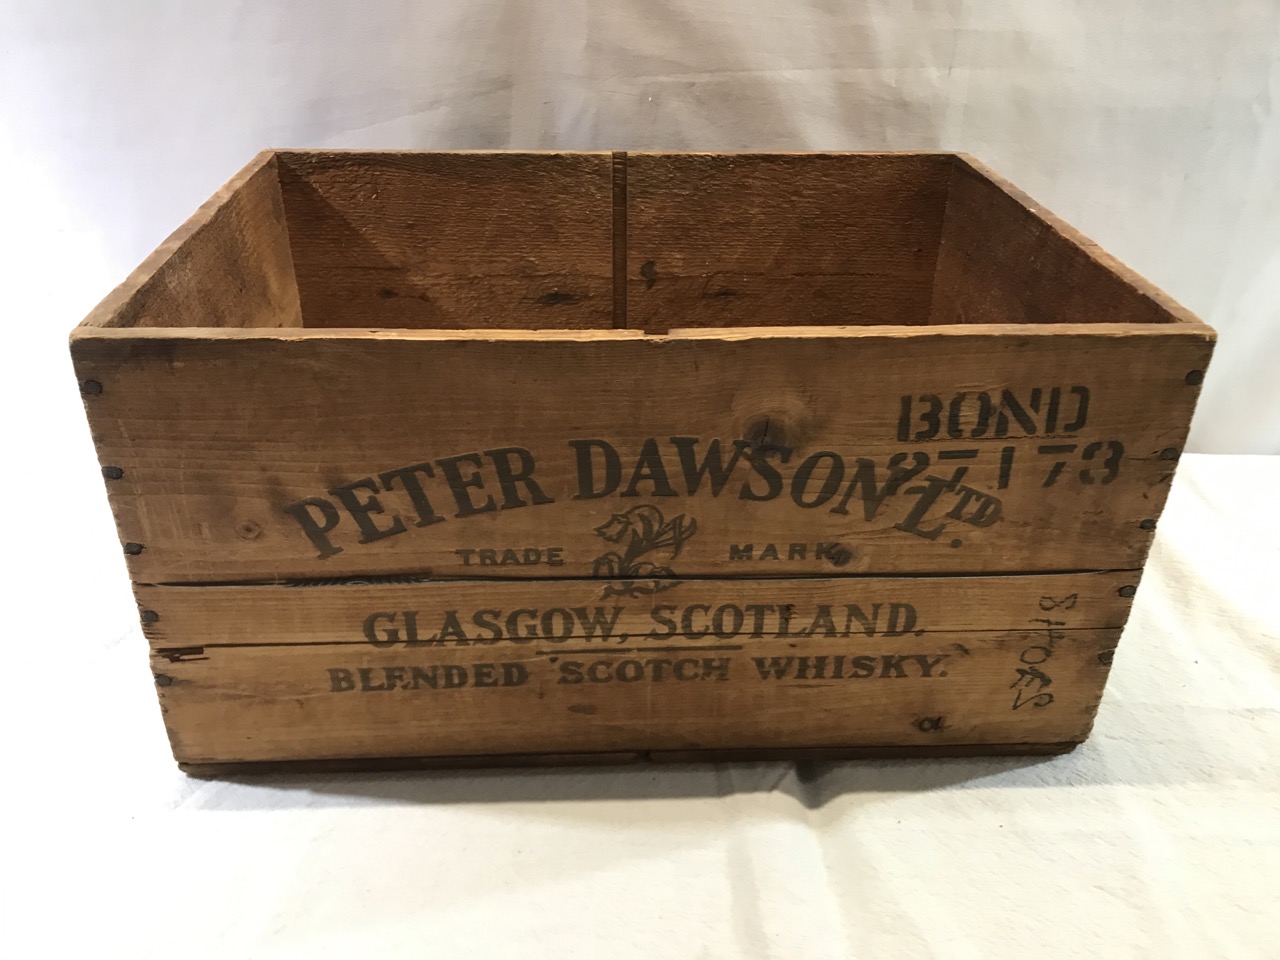 BOND
27173
PETER DAWSON LTD.
TRADE MARK
GLASGOW, SCOTLAND.
BLENDED SCOTCH WHISKY.